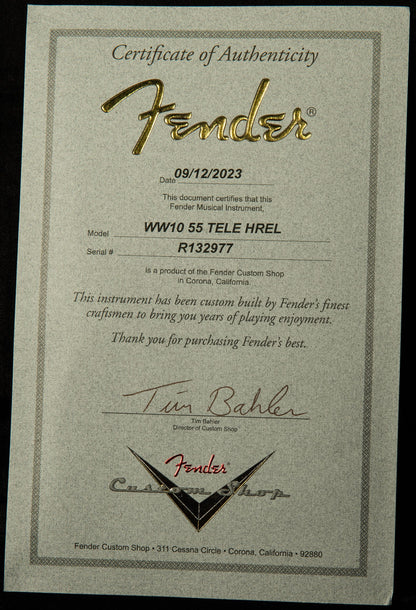 Certificate of Authenticity
Fender®
Date 09/12/2023
This document certifies that this
Fender Musical Instrument,
Model WW10 55 TELE HREL
Serial # R132977
Is a product of the Fender Custom Shop
in Corona, California.
This instrument has been custom built by Fender's finest
craftsmen to bring you years of playing enjoyment.
Thank you for purchasing Fender's best.
Tim Bahler
Tim Bahler
Director of Custom Shop
Fender®
Custom Shop
Fender Custom Shop • 311 Cessna Circle • Corona, California • 92880